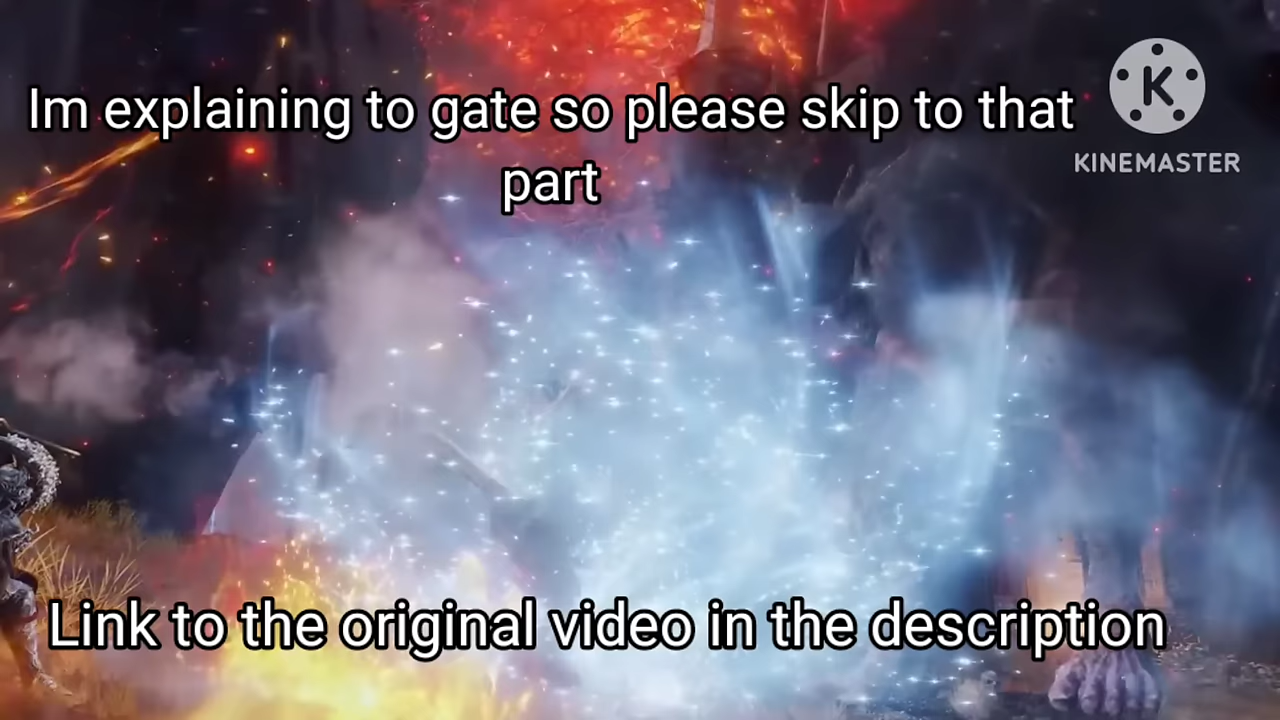 Im explaining to gate so please skip to that
part
KINEMASTER
Link to the original video in the description